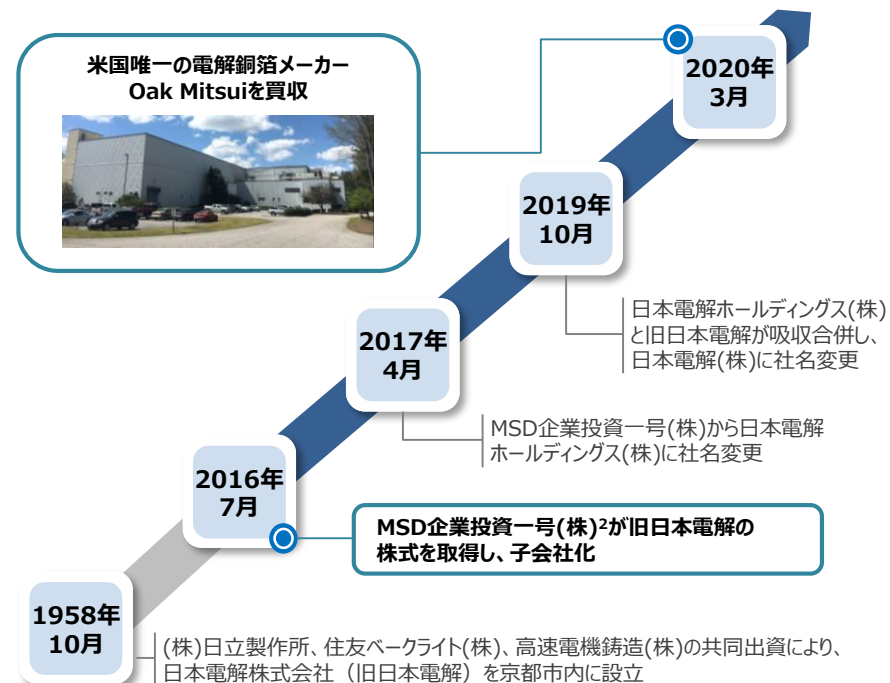 米国唯一の電解銅箔メーカー
Oak Mitsuiを買収
2020年
3月
2019年
10月
日本電解ホールディングス(株)
と旧日本電解が吸収合併し、
日本電解(株)に社名変更
2017年
4月
MSD企業投資一号(株)から日本電解
ホールディングス(株)に社名変更
2016年
7月
MSD企業投資一号(株)²が旧日本電解の
株式を取得し、子会社化
1958年
10月
(株)日立製作所、住友ベークライト(株)、高速電機鋳造(株)の共同出資により、
日本電解株式会社（旧日本電解）を京都市内に設立